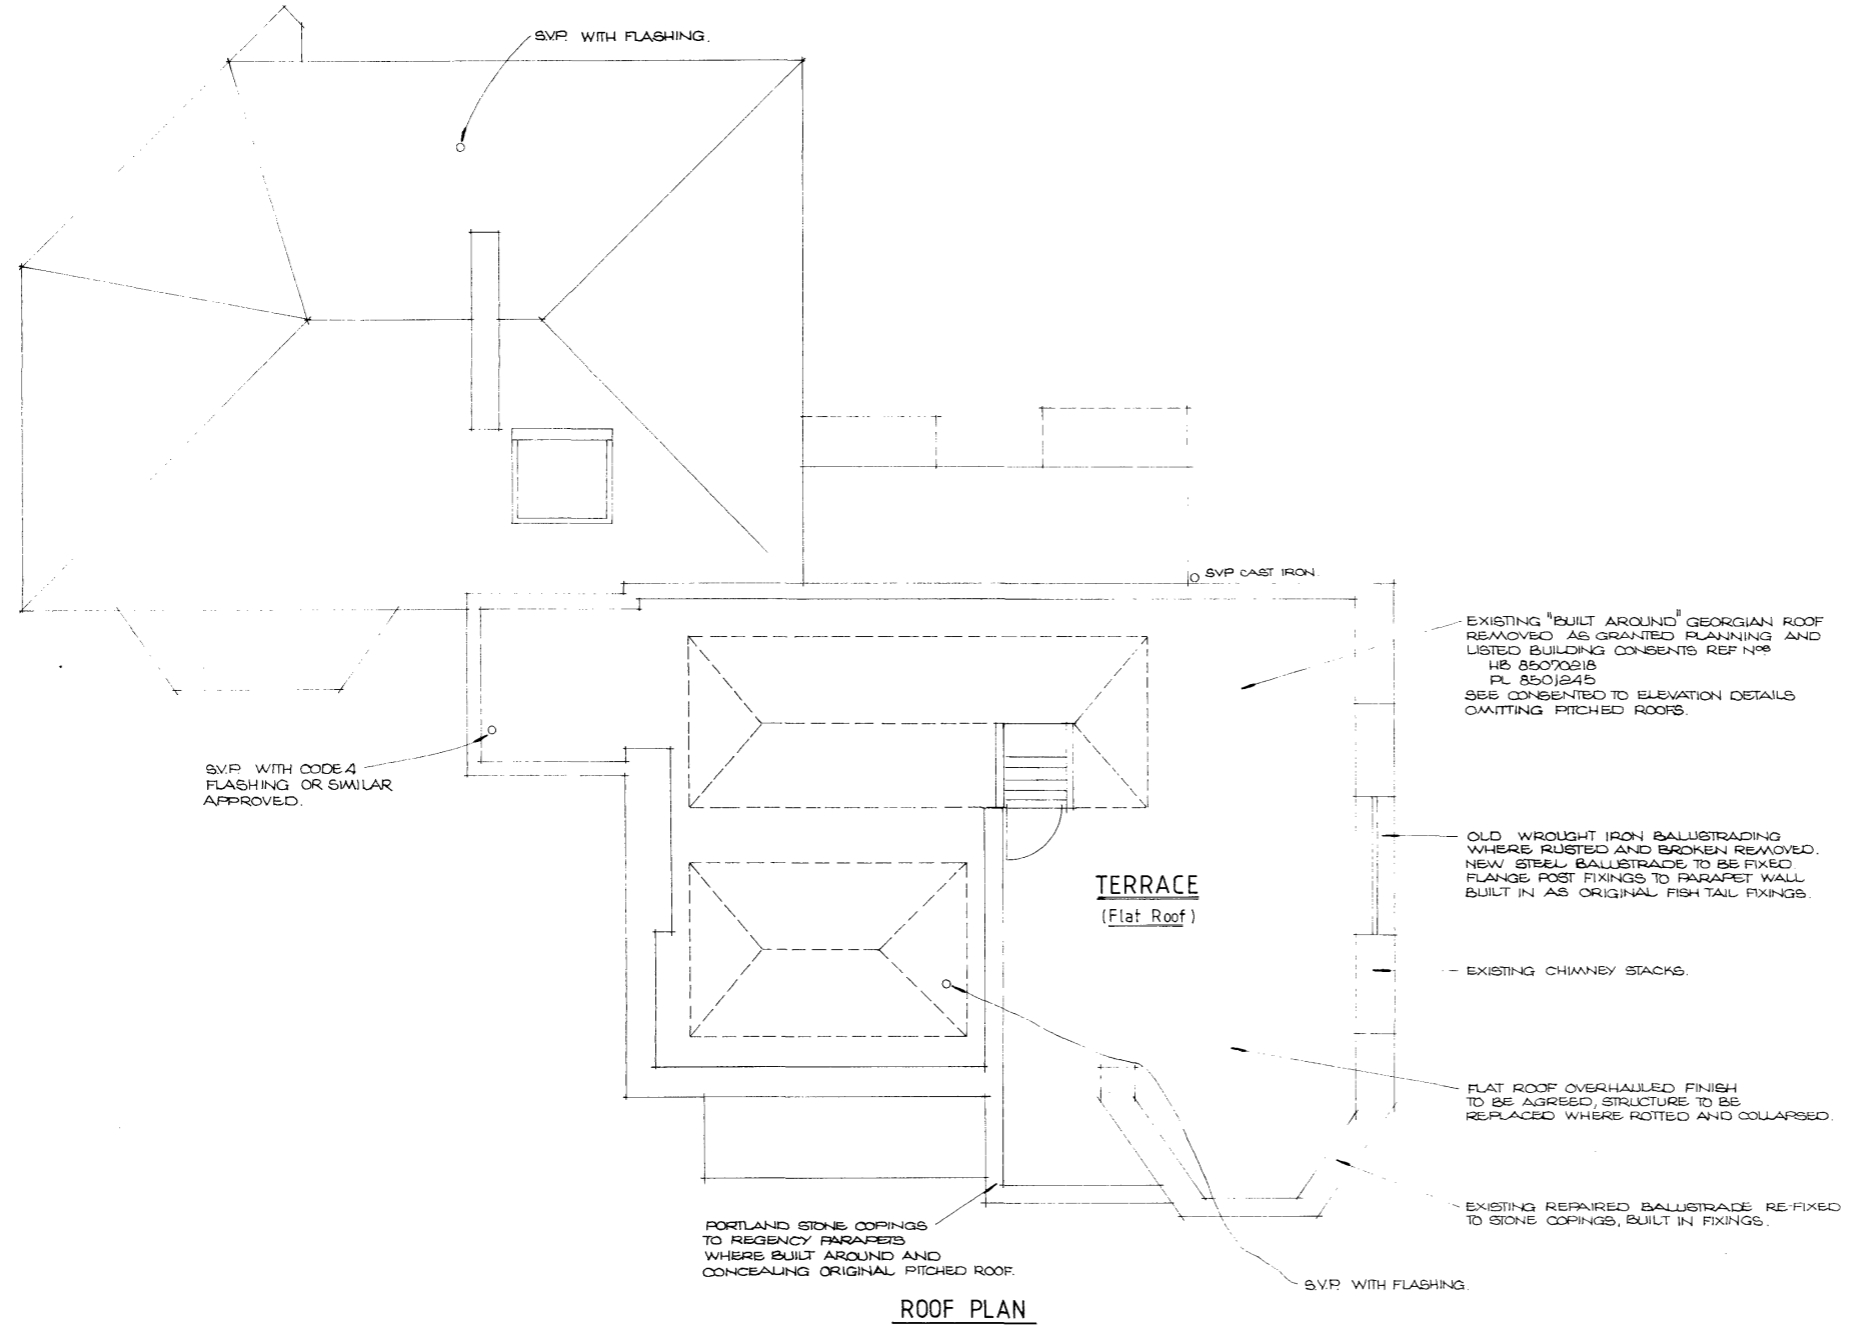 S.V.P. WITH FLASHING.
SVP CAST IRON.
EXISTING "BUILT AROUND" GEORGIAN ROOF
REMOVED AS GRANTED PLANNING AND
LISTED BUILDING CONSENTS REF Nos
HB 85070218
PL 8501245
SEE CONSENTED TO ELEVATION DETAILS
OMITTING PITCHED ROOFS.
S.V.P. WITH CODE 4
FLASHING OR SIMILAR
APPROVED.
OLD WROUGHT IRON BALUSTRADING
WHERE RUSTED AND BROKEN REMOVED.
NEW STEEL BALUSTRADE TO BE FIXED.
FLANGE POST FIXINGS TO PARAPET WALL
BUILT IN AS ORIGINAL FISH TAIL FIXINGS.
TERRACE
(Flat Roof)
EXISTING CHIMNEY STACKS.
FLAT ROOF OVERHAULED FINISH
TO BE AGREED, STRUCTURE TO BE
REPLACED WHERE ROTTED AND COLLAPSED.
EXISTING REPAIRED BALUSTRADE RE-FIXED
TO STONE COPINGS, BUILT IN FIXINGS.
PORTLAND STONE COPINGS
TO REGENCY PARAPETS
WHERE BUILT AROUND AND
CONCEALING ORIGINAL PITCHED ROOF.
S.V.P. WITH FLASHING.
ROOF PLAN